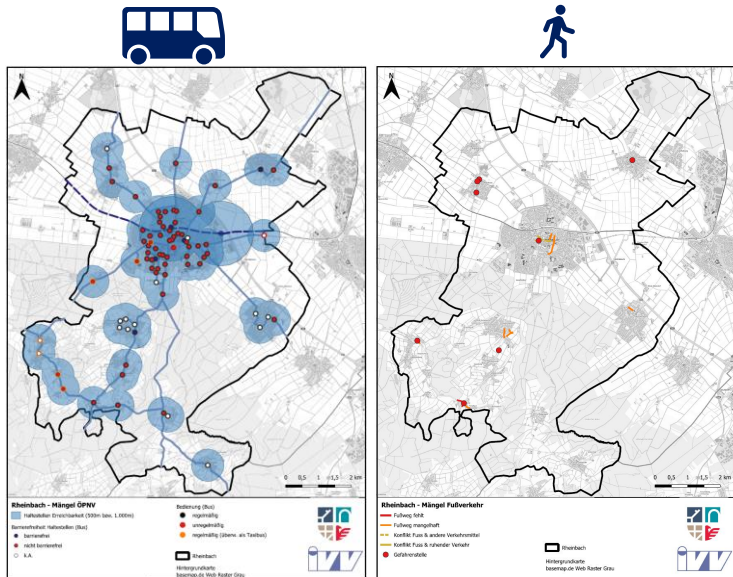 N
0 0,5 1 1,5 2 km
Rheinbach - Mängel ÖPNV
Haltestellen Erreichbarkeit (500m bzw. 1.000m)
Barrierefreiheit Haltestellen (Bus)
barrierefrei
nicht barrierefrei
k.A.
Bedienung (Bus)
regelmäßig
unregelmäßig
regelmäßig (überw. als Taxibus)
Rheinbach
Hintergrundkarte
basemap.de Web Raster Grau
ivv
N
0 0,5 1 1,5 2 km
Rheinbach - Mängel Fußverkehr
Fußweg fehlt
Fußweg mangelhaft
Konflikt Fuss & andere Verkehrsmittel
Konflikt Fuss & ruhender Verkehr
Gefahrenstelle
Rheinbach
Hintergrundkarte
basemap.de Web Raster Grau
ivv